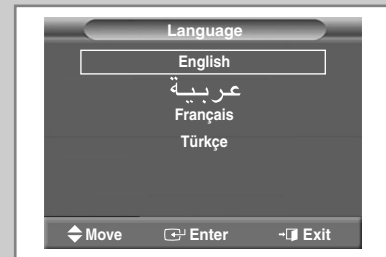 Language
English
عربية
Français
Türkçe
Move Enter Exit